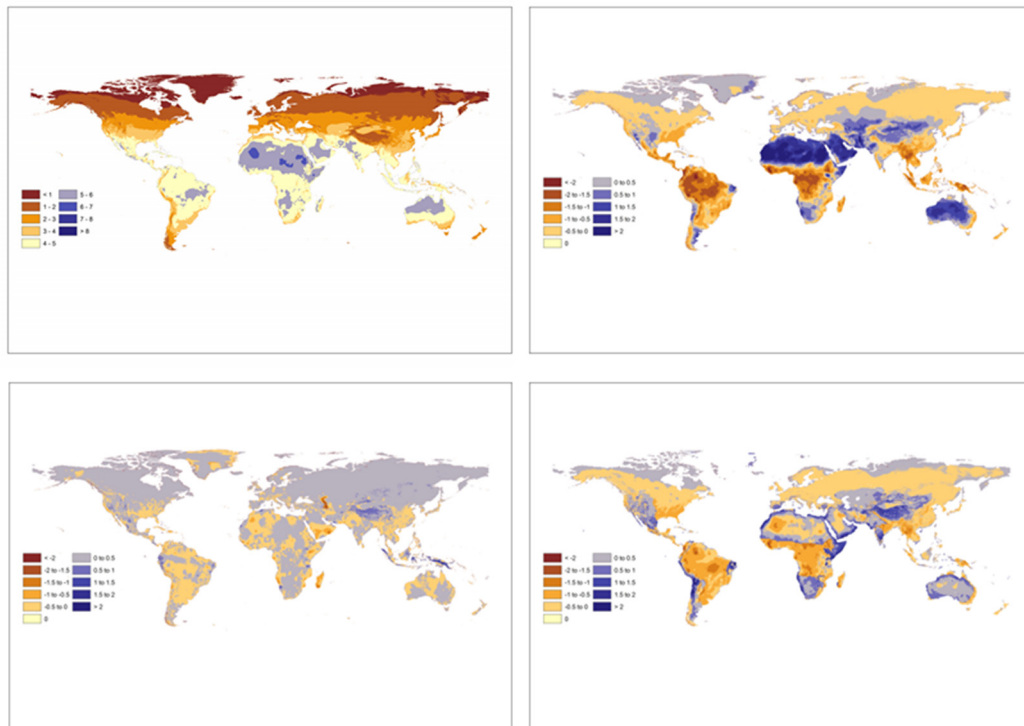 < 1 5 - 6
1 - 2 6 - 7
2 - 3 7 - 8
3 - 4 > 8
4 - 5
< -2 0 to 0.5
-2 to -1.5 0.5 to 1
-1.5 to -1 1 to 1.5
-1 to -0.5 1.5 to 2
-0.5 to 0 > 2
0
< -2 0 to 0.5
-2 to -1.5 0.5 to 1
-1.5 to -1 1 to 1.5
-1 to -0.5 1.5 to 2
-0.5 to 0 > 2
0
< -2 0 to 0.5
-2 to -1.5 0.5 to 1
-1.5 to -1 1 to 1.5
-1 to -0.5 1.5 to 2
-0.5 to 0 > 2
0